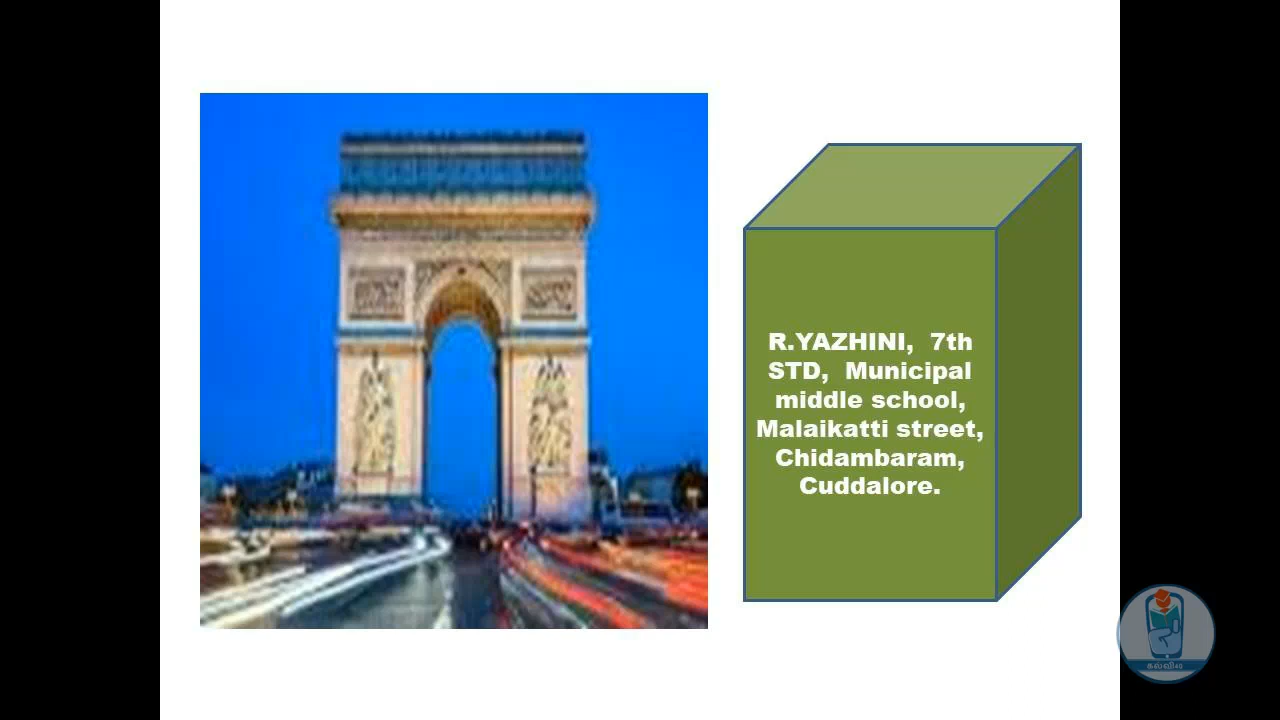 R.YAZHINI, 7th
STD, Municipal
middle school,
Malaikatti street,
Chidambaram,
Cuddalore.